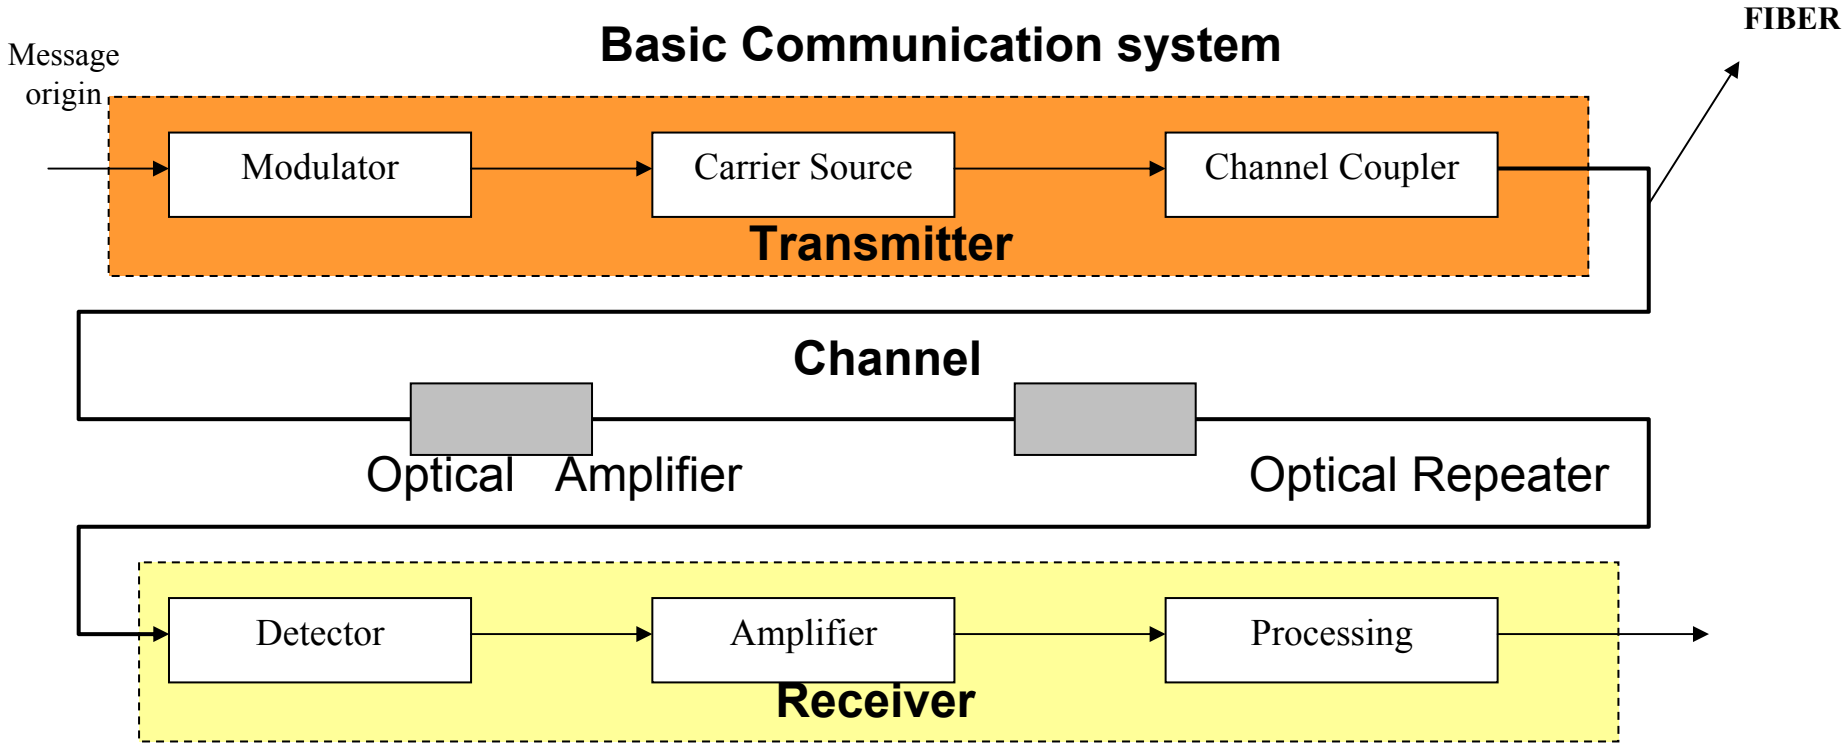 Basic Communication system
FIBER
Message
origin
Modulator
Carrier Source
Channel Coupler
Transmitter
Channel
Optical Amplifier
Optical Repeater
Detector
Amplifier
Processing
Receiver